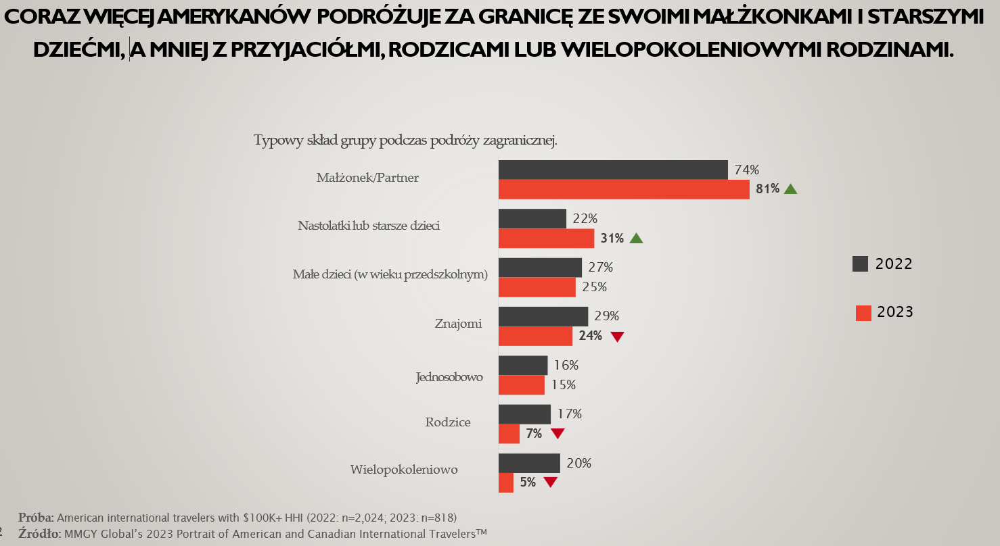 CORAZ WIĘCEJ AMERYKANÓW PODRÓŻUJE ZA GRANICĘ ZE SWOIMI MAŁŻKONKAMI I STARSZYMI
DZIEĆMI, A MNIEJ Z PRZYJACIÓŁMI, RODZICAMI LUB WIELOPOKOLENIOWYMI RODZINAMI.
Typowy skład grupy podczas podróży zagranicznej.
Małżonek/Partner
74%
81%
Nastolatki lub starsze dzieci
22%
31%
Małe dzieci (w wieku przedszkolnym)
27%
25%
Znajomi
29%
24%
Jednosobowo
16%
15%
Rodzice
17%
7%
Wielopokoleniowo
20%
5%
2022
2023
Próba: American international travelers with $100K+ HHI (2022: n=2,024; 2023: n=818)
2 Źródło: MMGY Global’s 2023 Portrait of American and Canadian International Travelers™